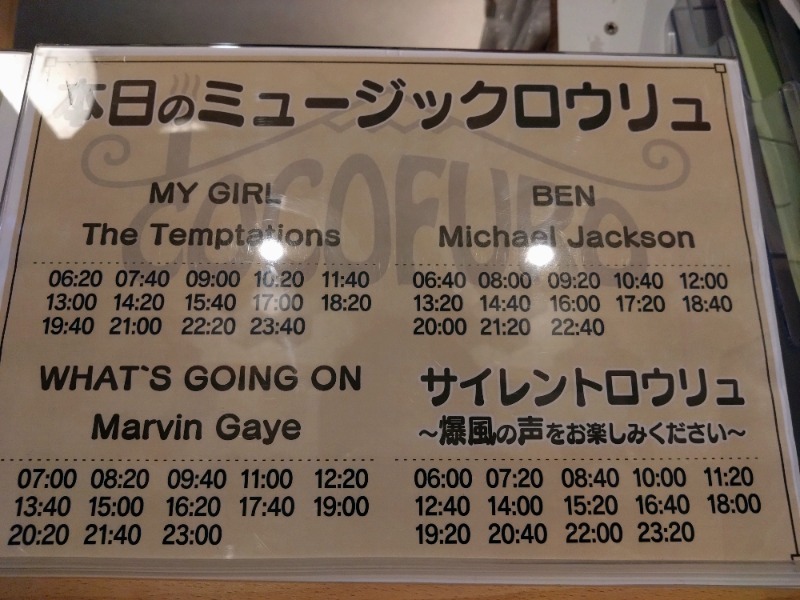 本日のミュージックロウリュ
COCOFURO
MY GIRL
The Temptations
06:20 07:40 09:00 10:20 11:40
13:00 14:20 15:40 17:00 18:20
19:40 21:00 22:20 23:40
BEN
Michael Jackson
06:40 08:00 09:20 10:40 12:00
13:20 14:40 16:00 17:20 18:40
20:00 21:20 22:40
WHAT`S GOING ON
Marvin Gaye
07:00 08:20 09:40 11:00 12:20
13:40 15:00 16:20 17:40 19:00
20:20 21:40 23:00
サイレントロウリュ
～爆風の声をお楽しみください～
06:00 07:20 08:40 10:00 11:20
12:40 14:00 15:20 16:40 18:00
19:20 20:40 22:00 23:20